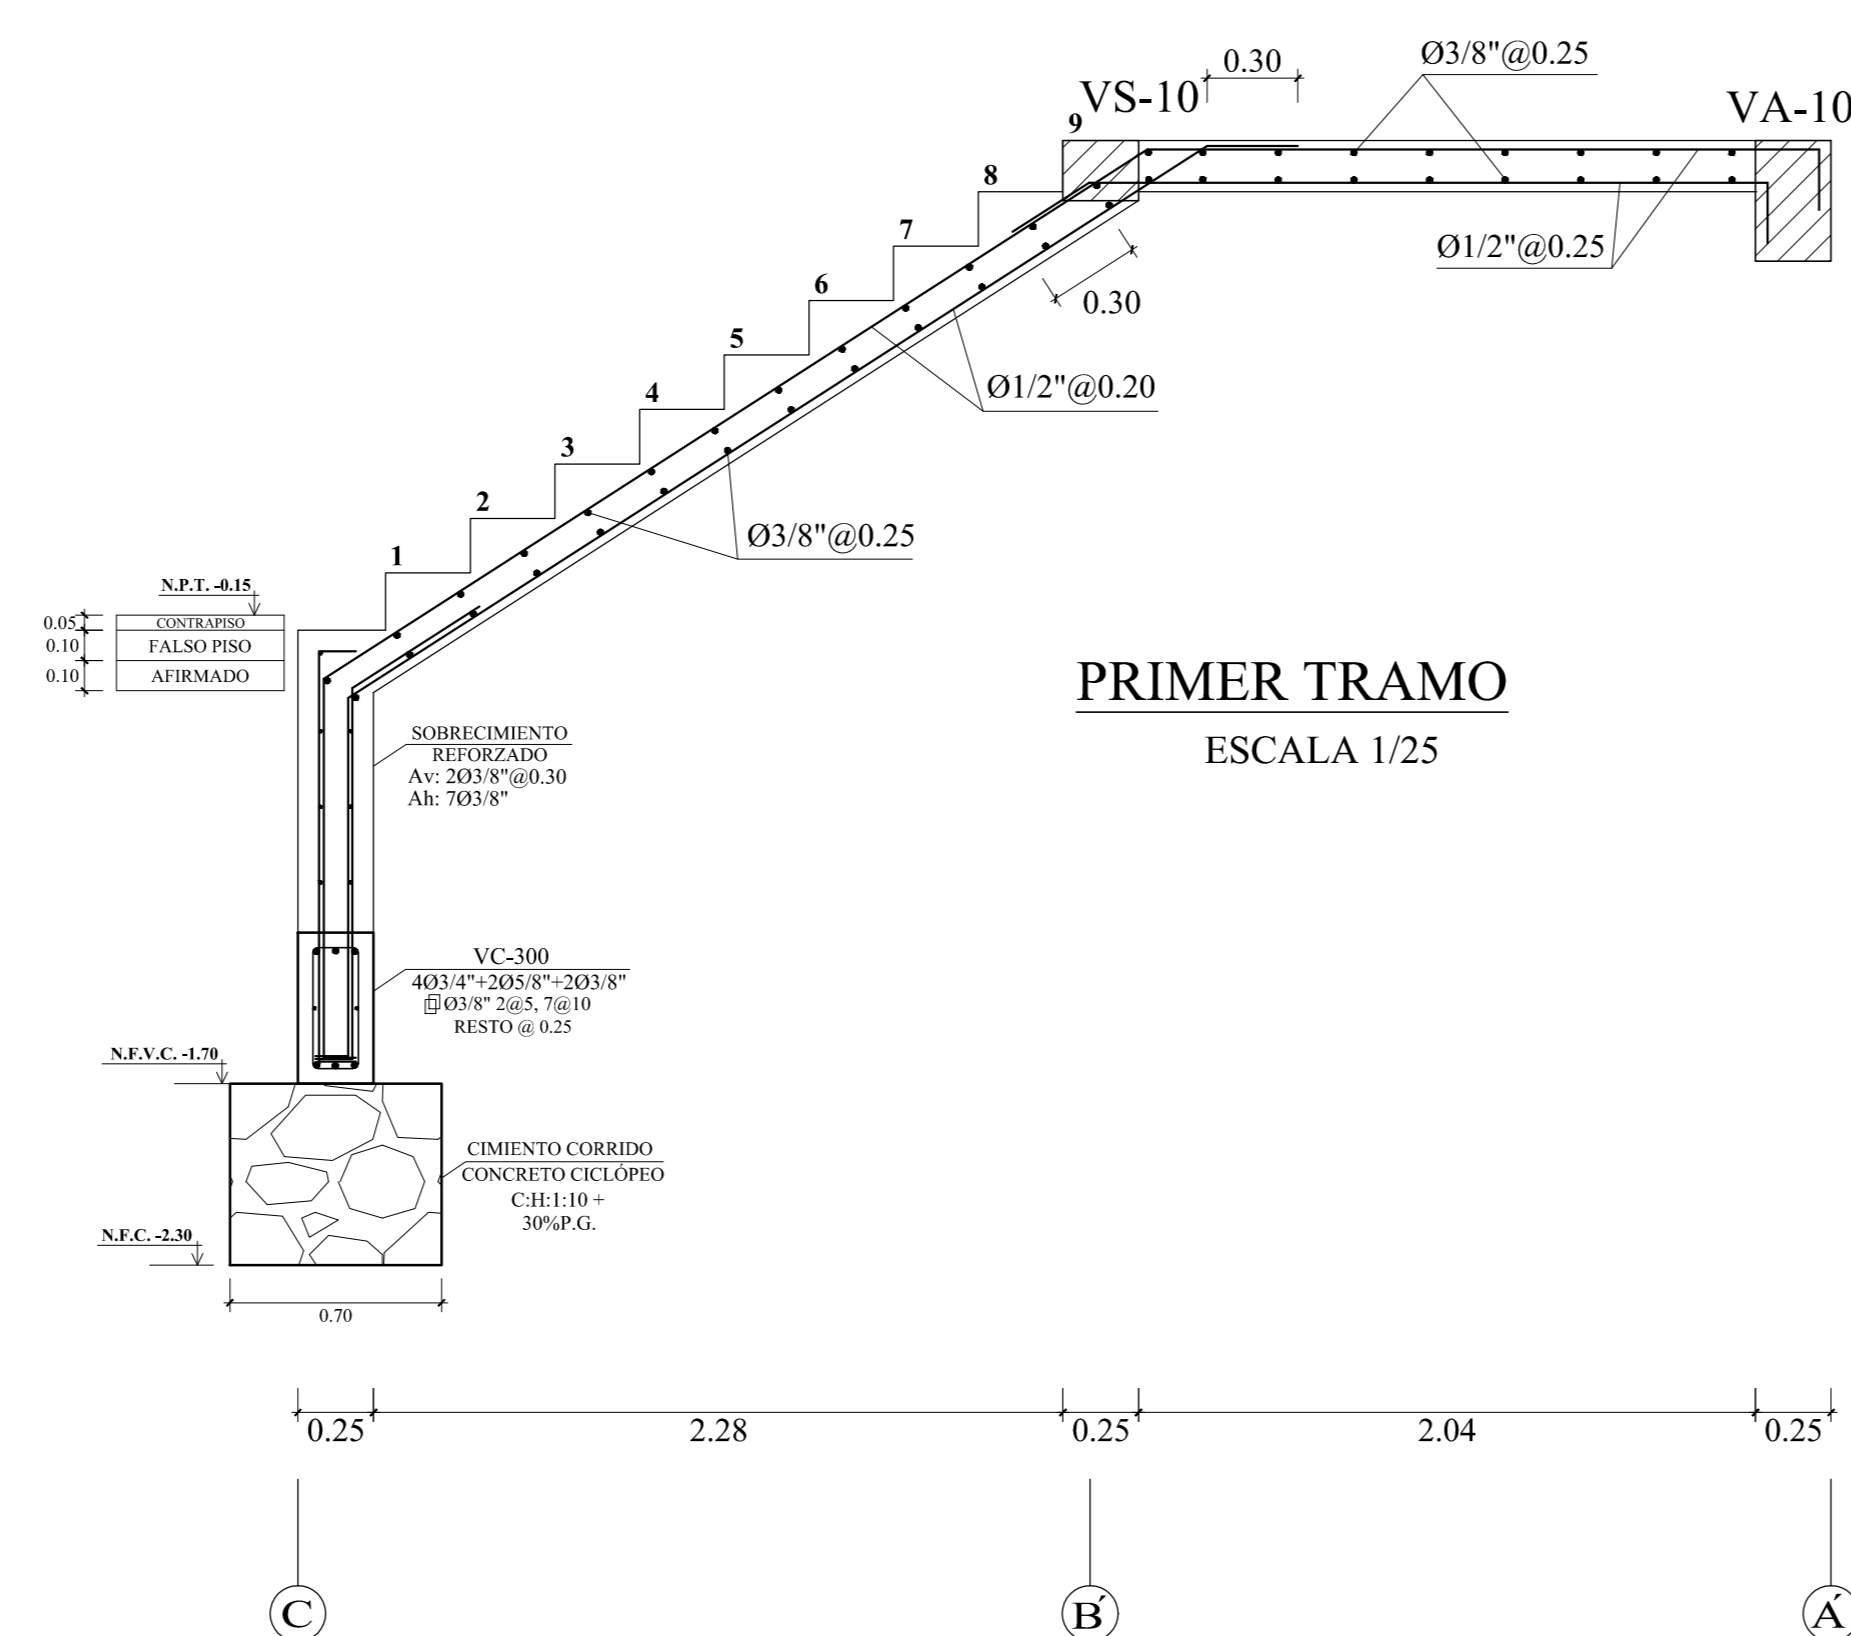 0.30
Ø3/8"@0.25
VS-10
VA-10
9
8
7
6
5
4
3
2
1
Ø1/2"@0.25
0.30
Ø1/2"@0.20
Ø3/8"@0.25
N.P.T. -0.15
0.05
CONTRAPISO
0.10
FALSO PISO
0.10
AFIRMADO
PRIMER TRAMO
ESCALA 1/25
SOBRECIMIENTO
REFORZADO
Av: 2Ø3/8"@0.30
Ah: 7Ø3/8"
VC-300
4Ø3/4"+2Ø5/8"+2Ø3/8"
Ø3/8" 2@5, 7@10
RESTO @ 0.25
N.F.V.C. -1.70
CIMIENTO CORRIDO
CONCRETO CICLÓPEO
C:H:1:10 +
30%P.G.
N.F.C. -2.30
0.70
0.25
2.28
0.25
2.04
0.25
C
B´
A´